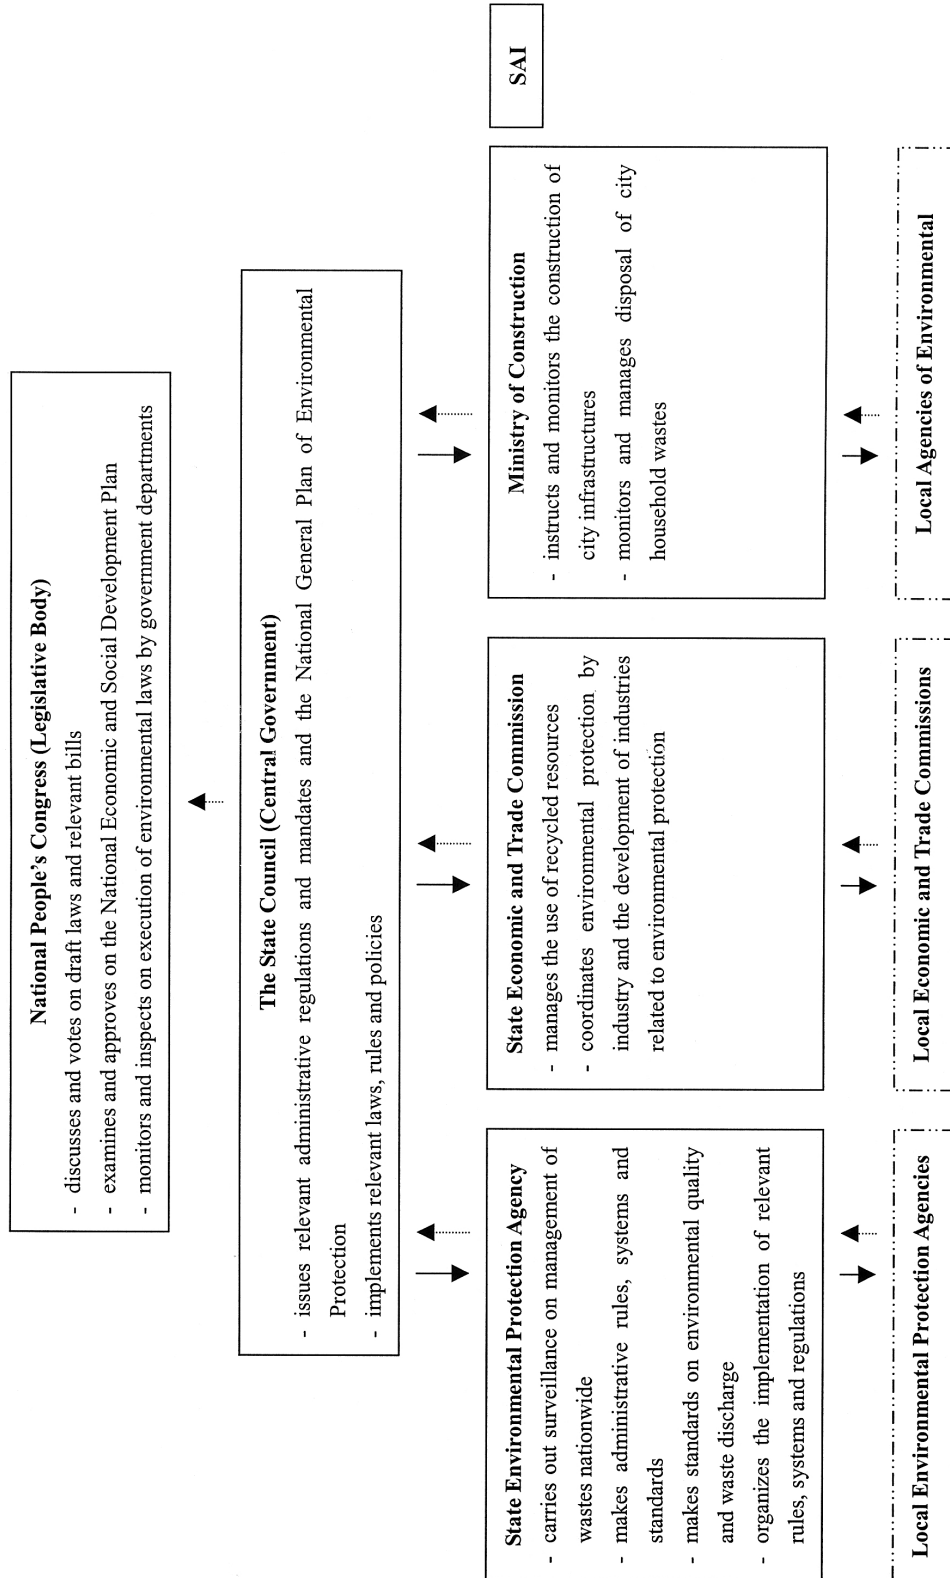 National People's Congress (Legislative Body)
- discusses and votes on draft laws and relevant bills
- examines and approves on the National Economic and Social Development Plan
- monitors and inspects on execution of environmental laws by government departments
The State Council (Central Government)
- issues relevant administrative regulations and mandates and the National General Plan of Environmental
Protection
- implements relevant laws, rules and policies
State Environmental Protection Agency
- carries out surveillance on management of
wastes nationwide
- makes administrative rules, systems and
standards
- makes standards on environmental quality
and waste discharge
- organizes the implementation of relevant
rules, systems and regulations
State Economic and Trade Commission
- manages the use of recycled resources
- coordinates environmental protection by
industry and the development of industries
related to environmental protection
Ministry of Construction
- instructs and monitors the construction of
city infrastructures
- monitors and manages disposal of city
household wastes
SAI
Local Environmental Protection Agencies
Local Economic and Trade Commissions
Local Agencies of Environmental